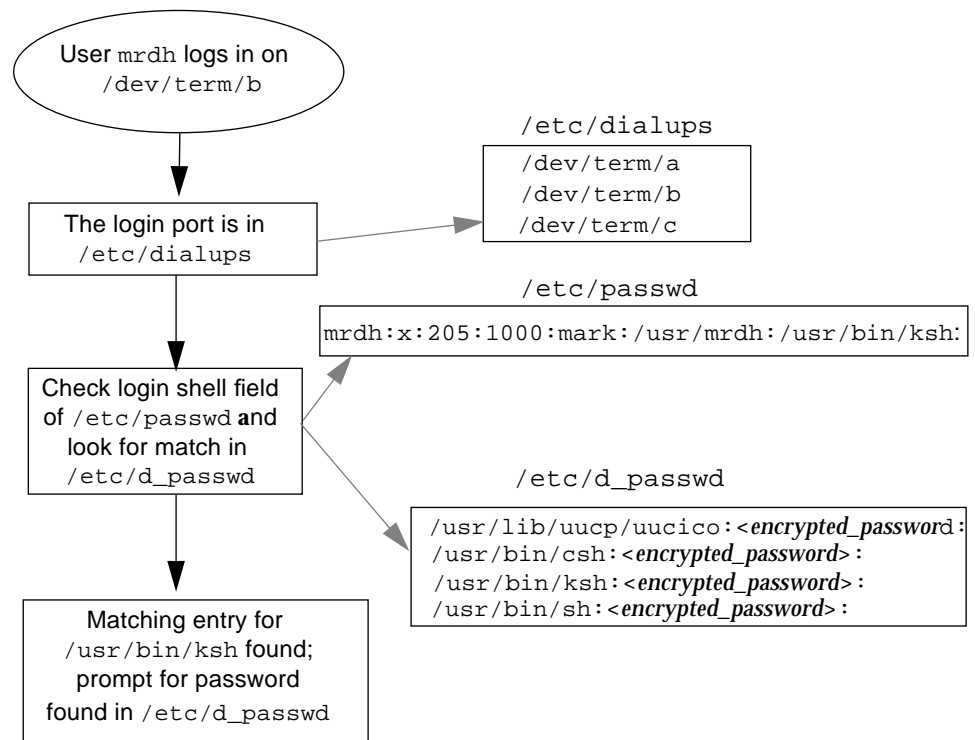 User mrdh logs in on
/dev/term/b
/etc/dialups
/dev/term/a
/dev/term/b
/dev/term/c
The login port is in
/etc/dialups
/etc/passwd
mrdh:x:205:1000:mark:/usr/mrdh:/usr/bin/ksh:
Check login shell field
of /etc/passwd and
look for match in
/etc/d_passwd
/etc/d_passwd
/usr/lib/uucp/uucico:<encrypted_password:
/usr/bin/csh:<encrypted_password>:
/usr/bin/ksh:<encrypted_password>:
/usr/bin/sh:<encrypted_password>:
Matching entry for
/usr/bin/ksh found;
prompt for password
found in /etc/d_passwd